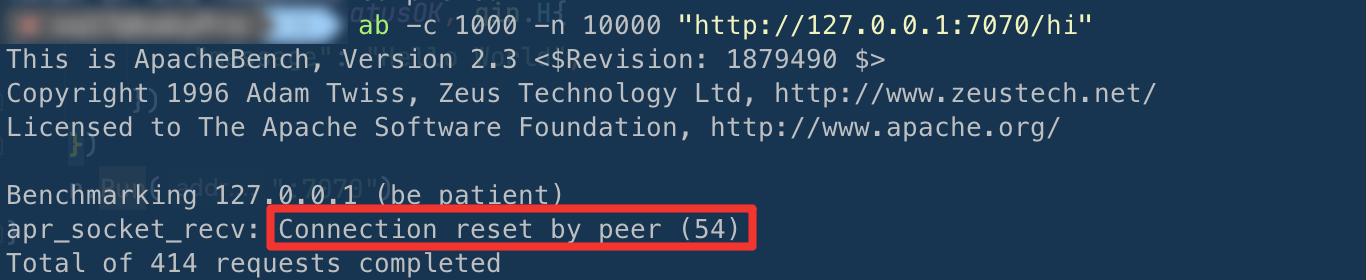 ab -c 1000 -n 10000 "http://127.0.0.1:7070/hi"
This is ApacheBench, Version 2.3 <$Revision: 1879490 $>
Copyright 1996 Adam Twiss, Zeus Technology Ltd, http://www.zeustech.net/
Licensed to The Apache Software Foundation, http://www.apache.org/
Benchmarking 127.0.0.1 (be patient)
apr_socket_recv: Connection reset by peer (54)
Total of 414 requests completed